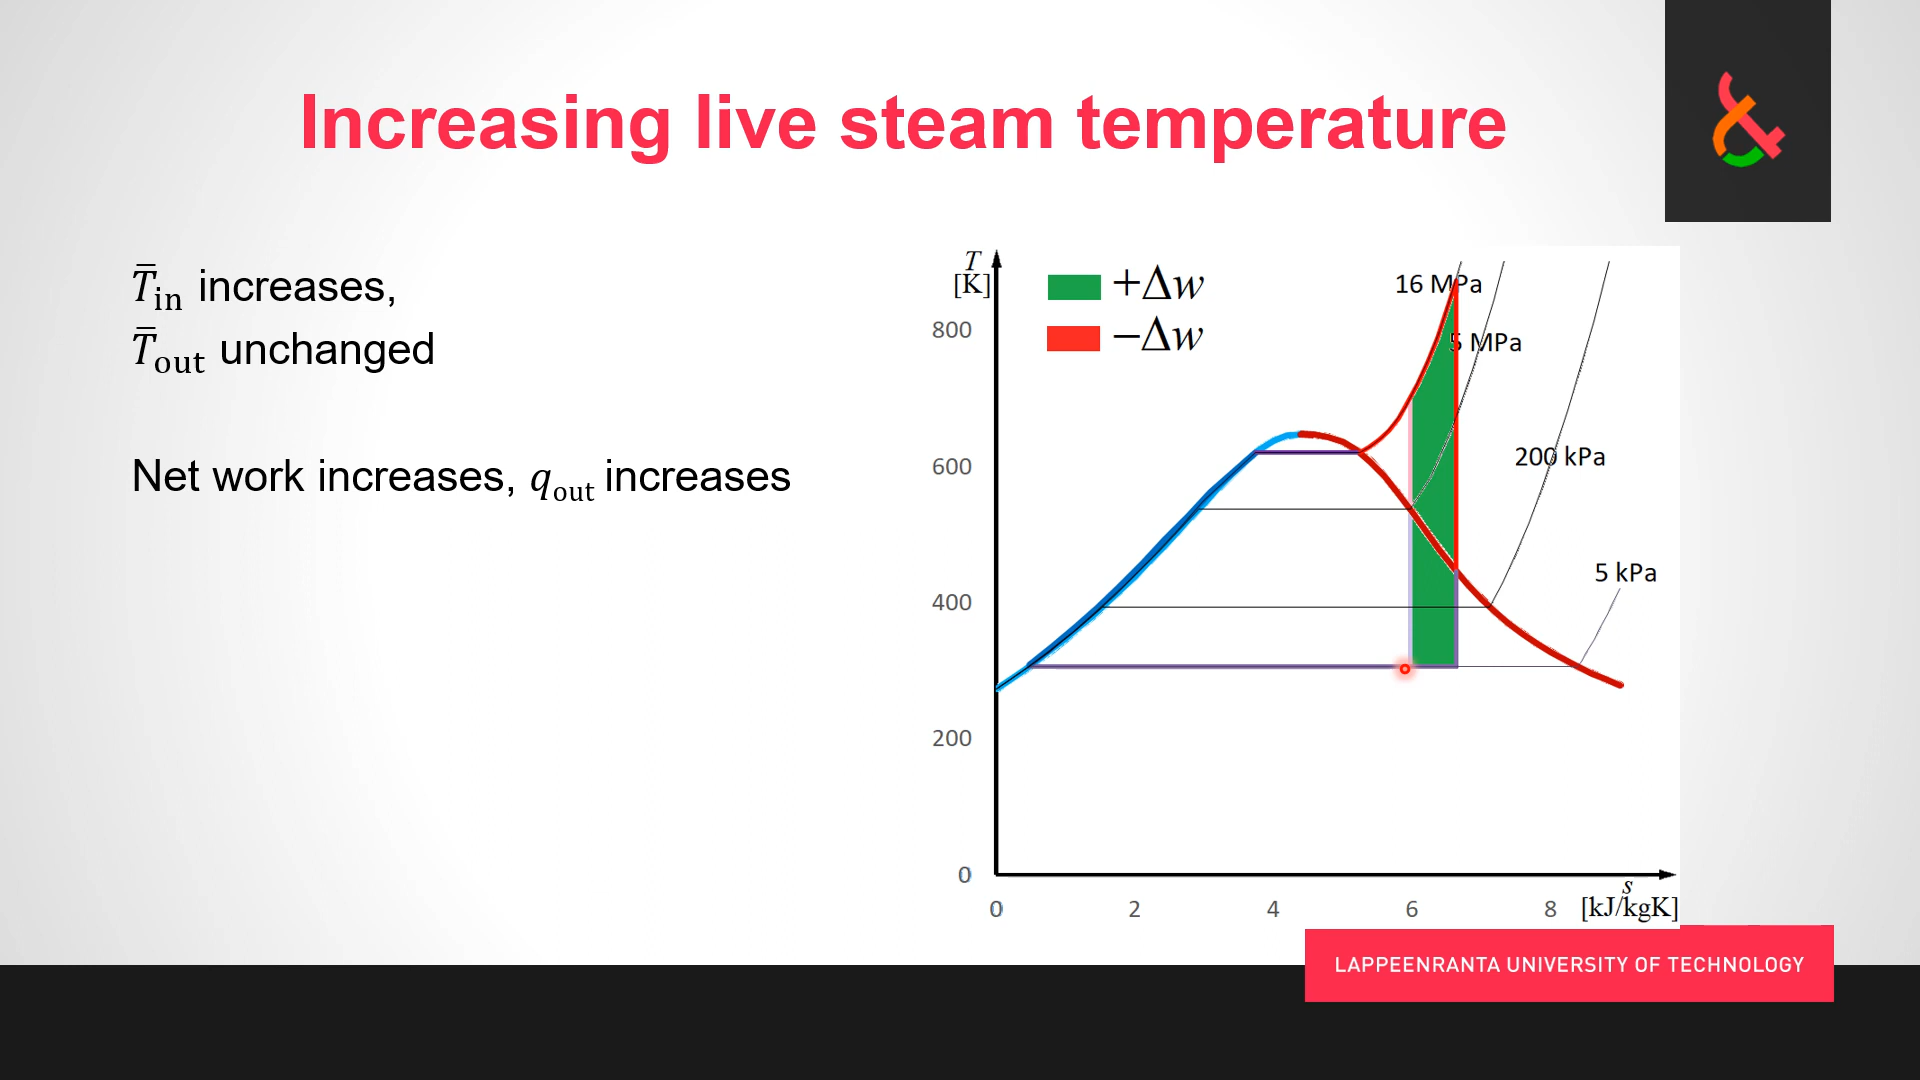 Increasing live steam temperature
T̅in increases,
T̅out unchanged
Net work increases, qout increases
T
[K]
+Δw
−Δw
16 MPa
5 MPa
200 kPa
5 kPa
800
600
400
200
0
0 2 4 6 8
s
[kJ/kgK]
LAPPEENRANTA UNIVERSITY OF TECHNOLOGY